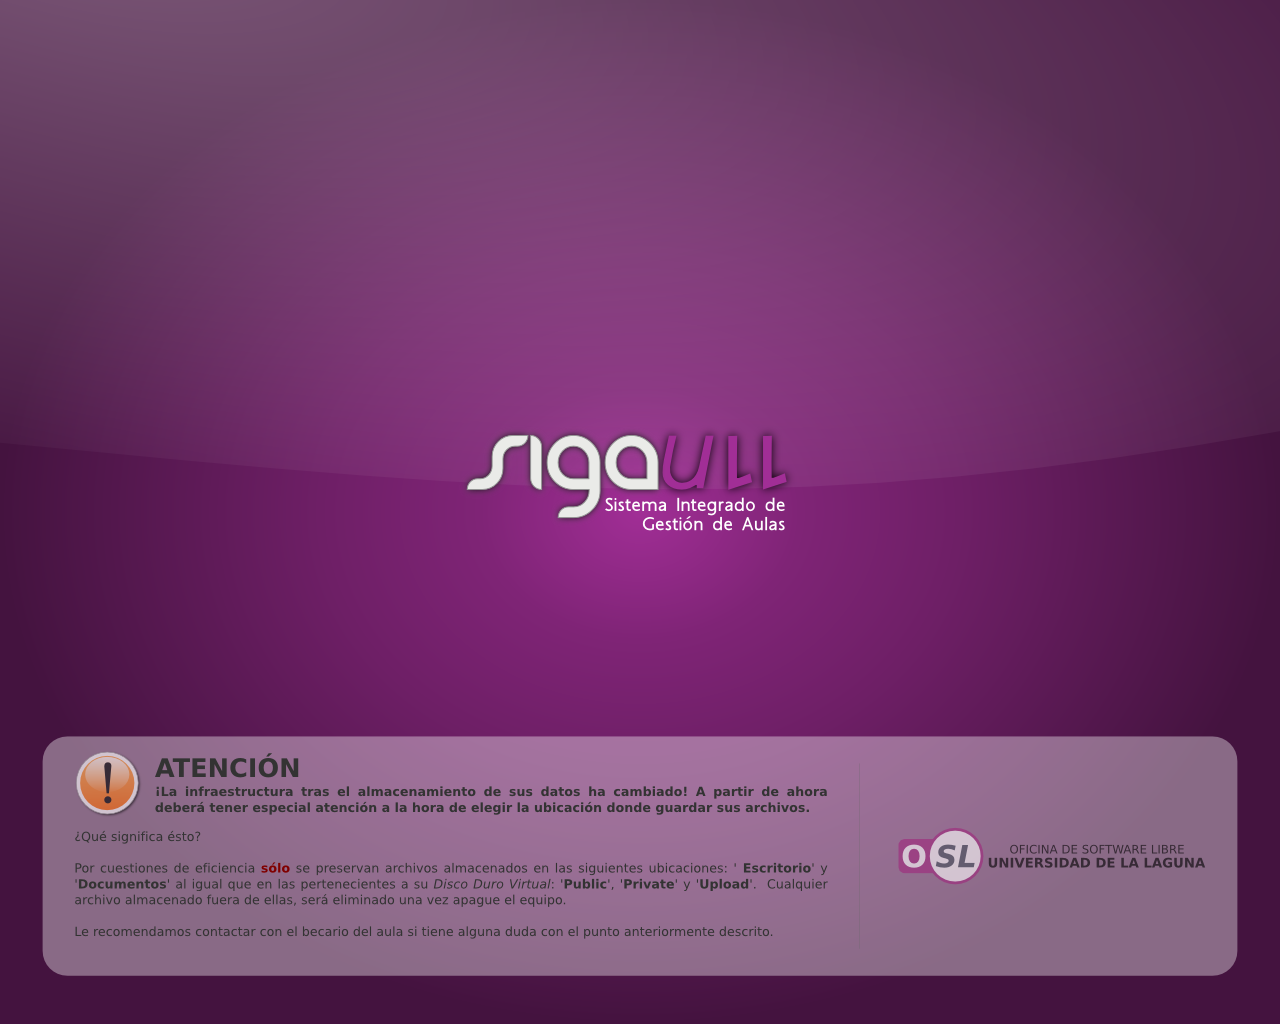 sigaULL
Sistema Integrado de
Gestión de Aulas
!
ATENCIÓN
¡La infraestructura tras el almacenamiento de sus datos ha cambiado! A partir de ahora
deberá tener especial atención a la hora de elegir la ubicación donde guardar sus archivos.
¿Qué significa ésto?
Por cuestiones de eficiencia sólo se preservan archivos almacenados en las siguientes ubicaciones: ' Escritorio' y
'Documentos' al igual que en las pertenecientes a su Disco Duro Virtual: 'Public', 'Private' y 'Upload'. Cualquier
archivo almacenado fuera de ellas, será eliminado una vez apague el equipo.
Le recomendamos contactar con el becario del aula si tiene alguna duda con el punto anteriormente descrito.
OSL
OFICINA DE SOFTWARE LIBRE
UNIVERSIDAD DE LA LAGUNA